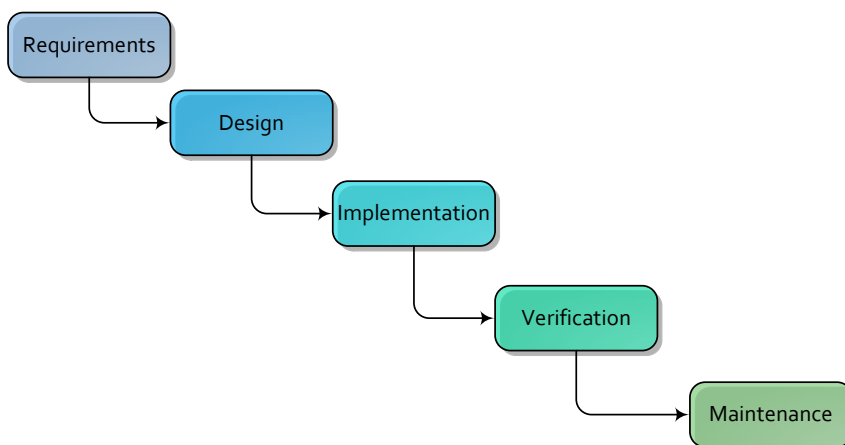 Requirements
Design
Implementation
Verification
Maintenance